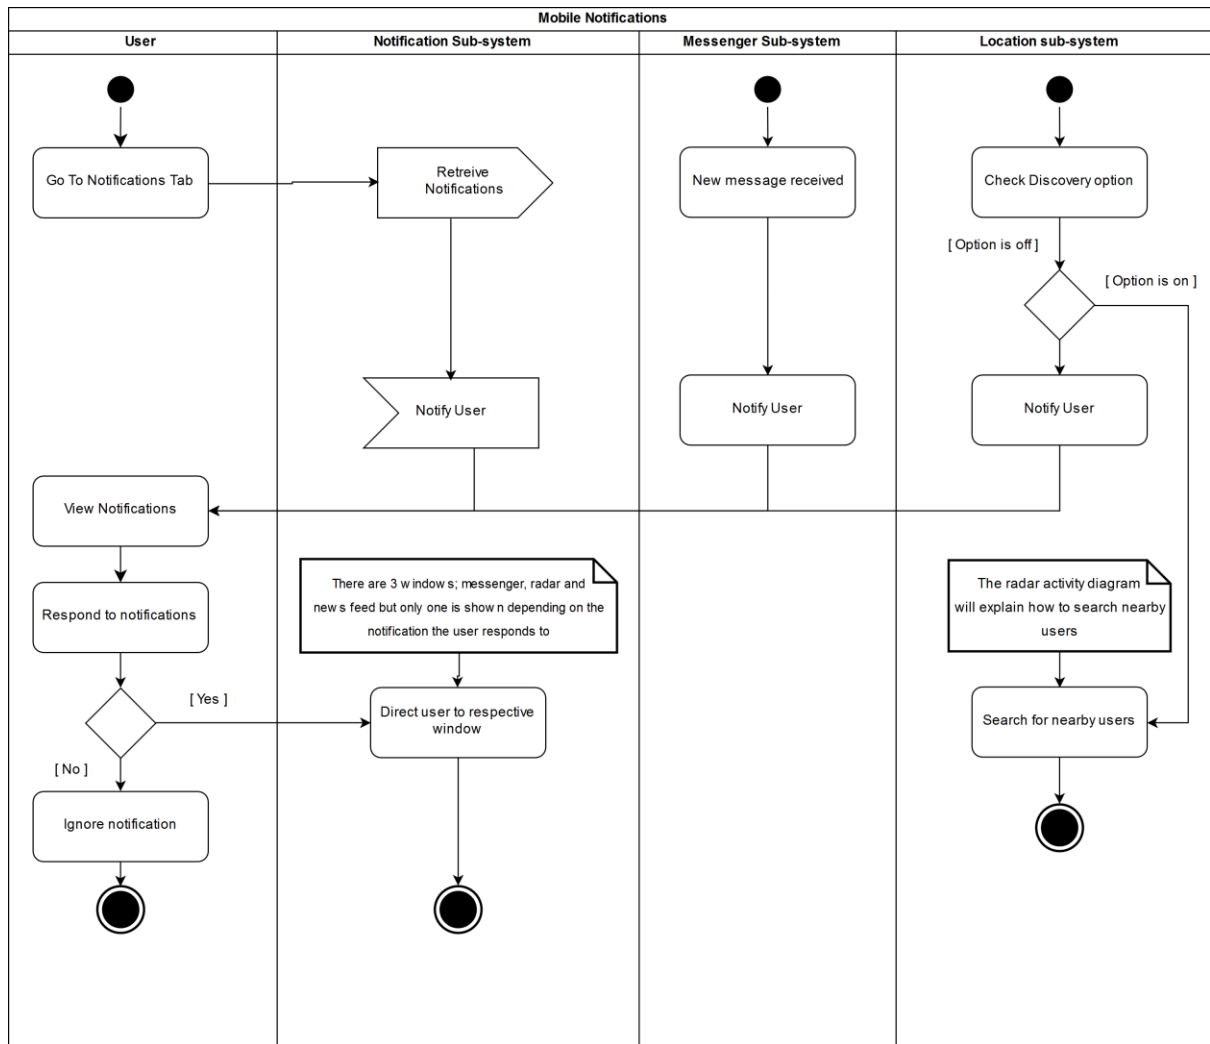 Mobile Notifications
User
Notification Sub-system
Messenger Sub-system
Location sub-system
Go To Notifications Tab
Retreive
Notifications
New message received
Check Discovery option
[ Option is off ]
[ Option is on ]
Notify User
Notify User
Notify User
View Notifications
There are 3 windows; messenger, radar and
news feed but only one is shown depending on the
notification the user responds to
The radar activity diagram
will explain how to search nearby
users
Respond to notifications
[ Yes ]
Direct user to respective
window
Search for nearby users
[ No ]
Ignore notification